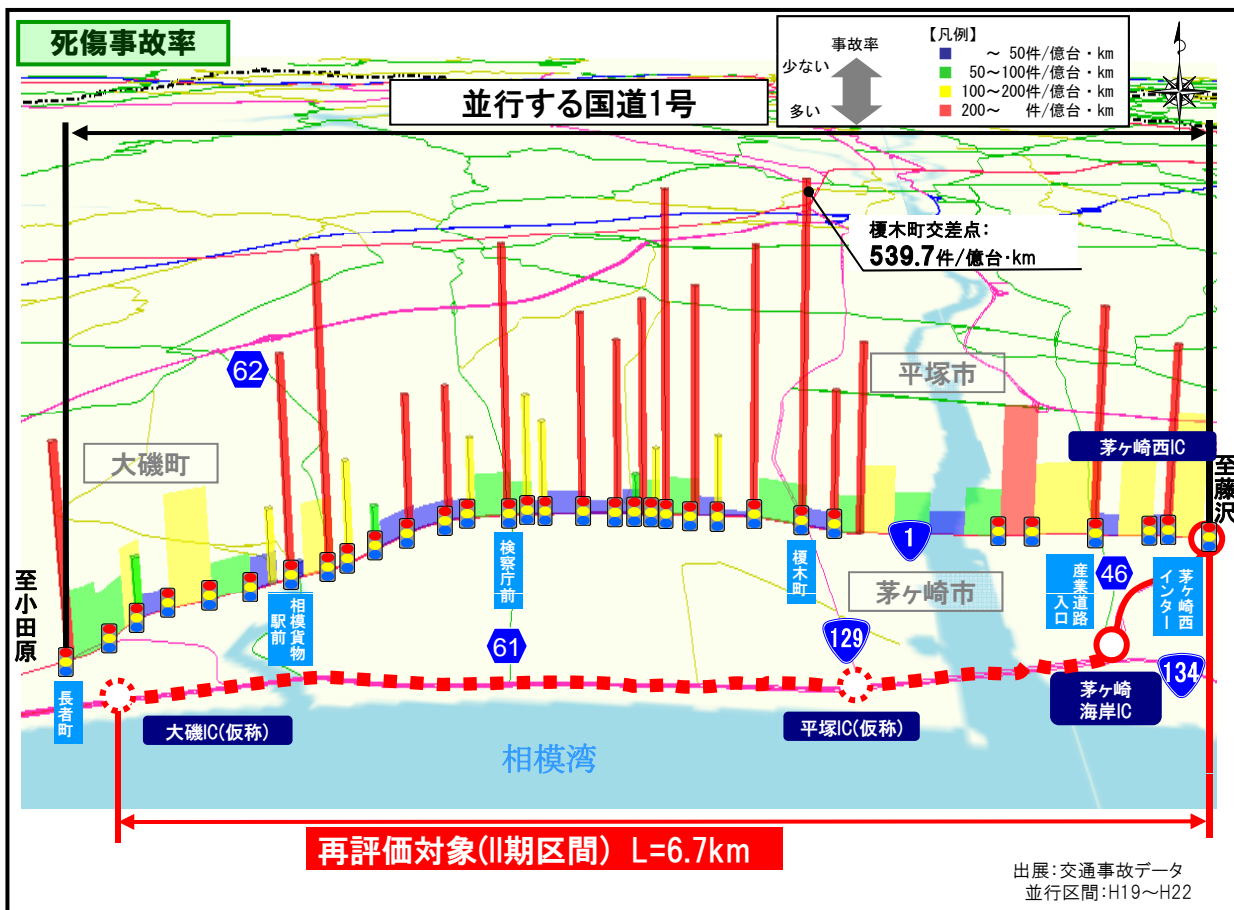 死傷事故率
事故率
少ない
多い
【凡例】
～ 50件/億台・km
50～100件/億台・km
100～200件/億台・km
200～ 件/億台・km
並行する国道1号
榎木町交差点:
539.7件/億台・km
62
大磯町
平塚市
茅ヶ崎西IC
至藤沢
至小田原
長者町
相模貨物
駅前
検察庁前
榎木町
1
茅ヶ崎市
産業道路
入口
46
茅ヶ崎西
インター
61
129
134
大磯IC(仮称)
平塚IC(仮称)
茅ヶ崎
海岸IC
相模湾
再評価対象(II期区間) L=6.7km
出展:交通事故データ
並行区間:H19～H22